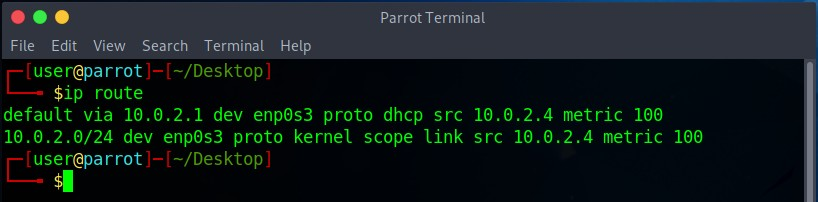 Parrot Terminal
File Edit View Search Terminal Help
┌─[user@parrot]─[~/Desktop]
└──╼ $ip route
default via 10.0.2.1 dev enp0s3 proto dhcp src 10.0.2.4 metric 100
10.0.2.0/24 dev enp0s3 proto kernel scope link src 10.0.2.4 metric 100
┌─[user@parrot]─[~/Desktop]
└──╼ $